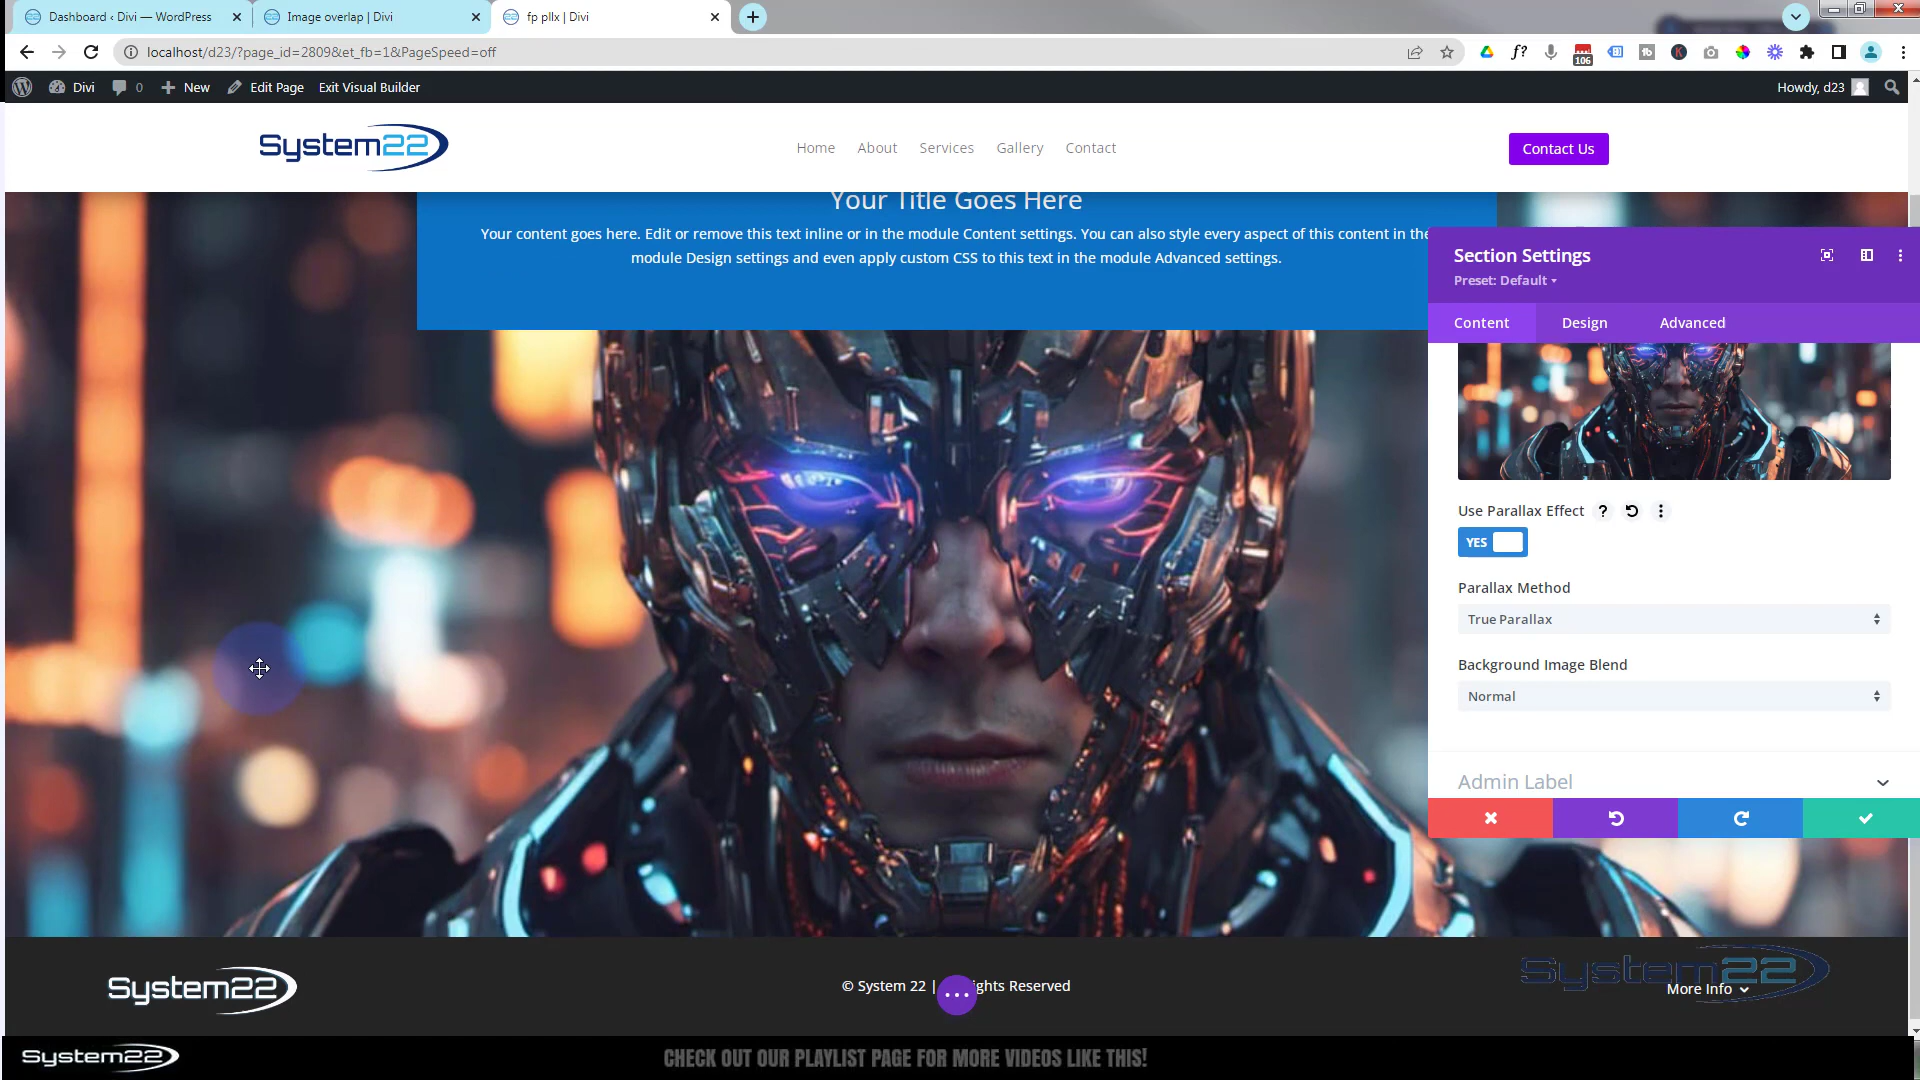 Dashboard ‹ Divi — WordPress
Image overlap | Divi
fp pllx | Divi
localhost/d23/?page_id=2809&et_fb=1&PageSpeed=off
f?
tb
K
106
Divi
0
New
Edit Page
Exit Visual Builder
Howdy, d23
System22
Home
About
Services
Gallery
Contact
Contact Us
Your Title Goes Here
Your content goes here. Edit or remove this text inline or in the module Content settings. You can also style every aspect of this content in the
module Design settings and even apply custom CSS to this text in the module Advanced settings.
Section Settings
Preset: Default
Content
Design
Advanced
Use Parallax Effect
?
YES
Parallax Method
True Parallax
Background Image Blend
Normal
Admin Label
System22
© System 22 |
ights Reserved
System22
More Info
System22
CHECK OUT OUR PLAYLIST PAGE FOR MORE VIDEOS LIKE THIS!